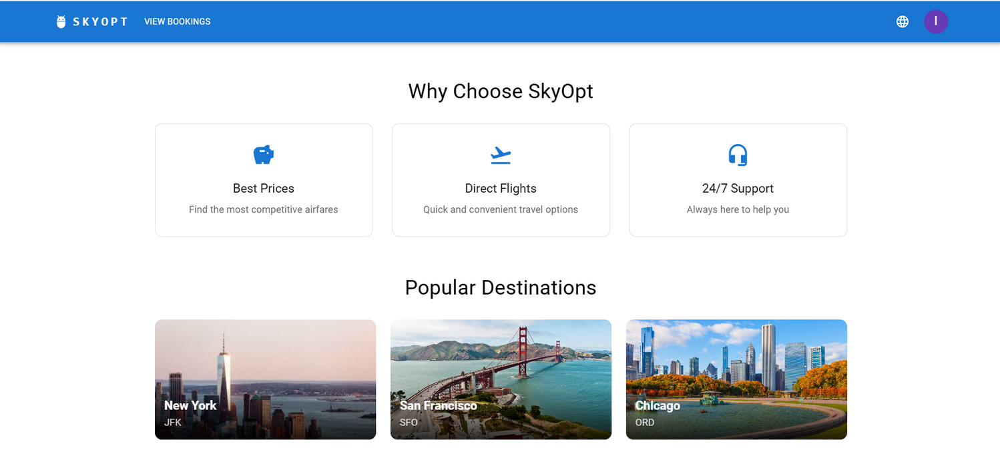 SKYOPT
VIEW BOOKINGS
I
Why Choose SkyOpt
Best Prices
Find the most competitive airfares
Direct Flights
Quick and convenient travel options
24/7 Support
Always here to help you
Popular Destinations
New York
JFK
San Francisco
SFO
Chicago
ORD